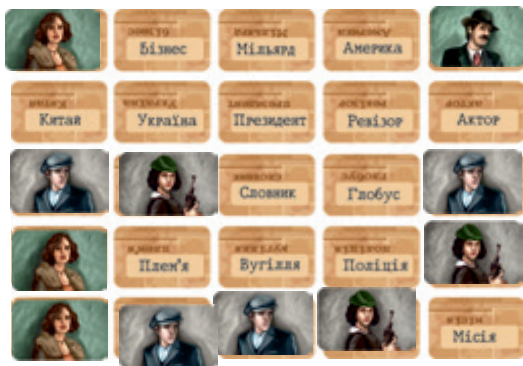 Бізнес
Мільярд
Америка
Китай
Україна
Президент
Ревізор
Актор
Словник
Глобус
Плем'я
Вугілля
Поліція
Місія